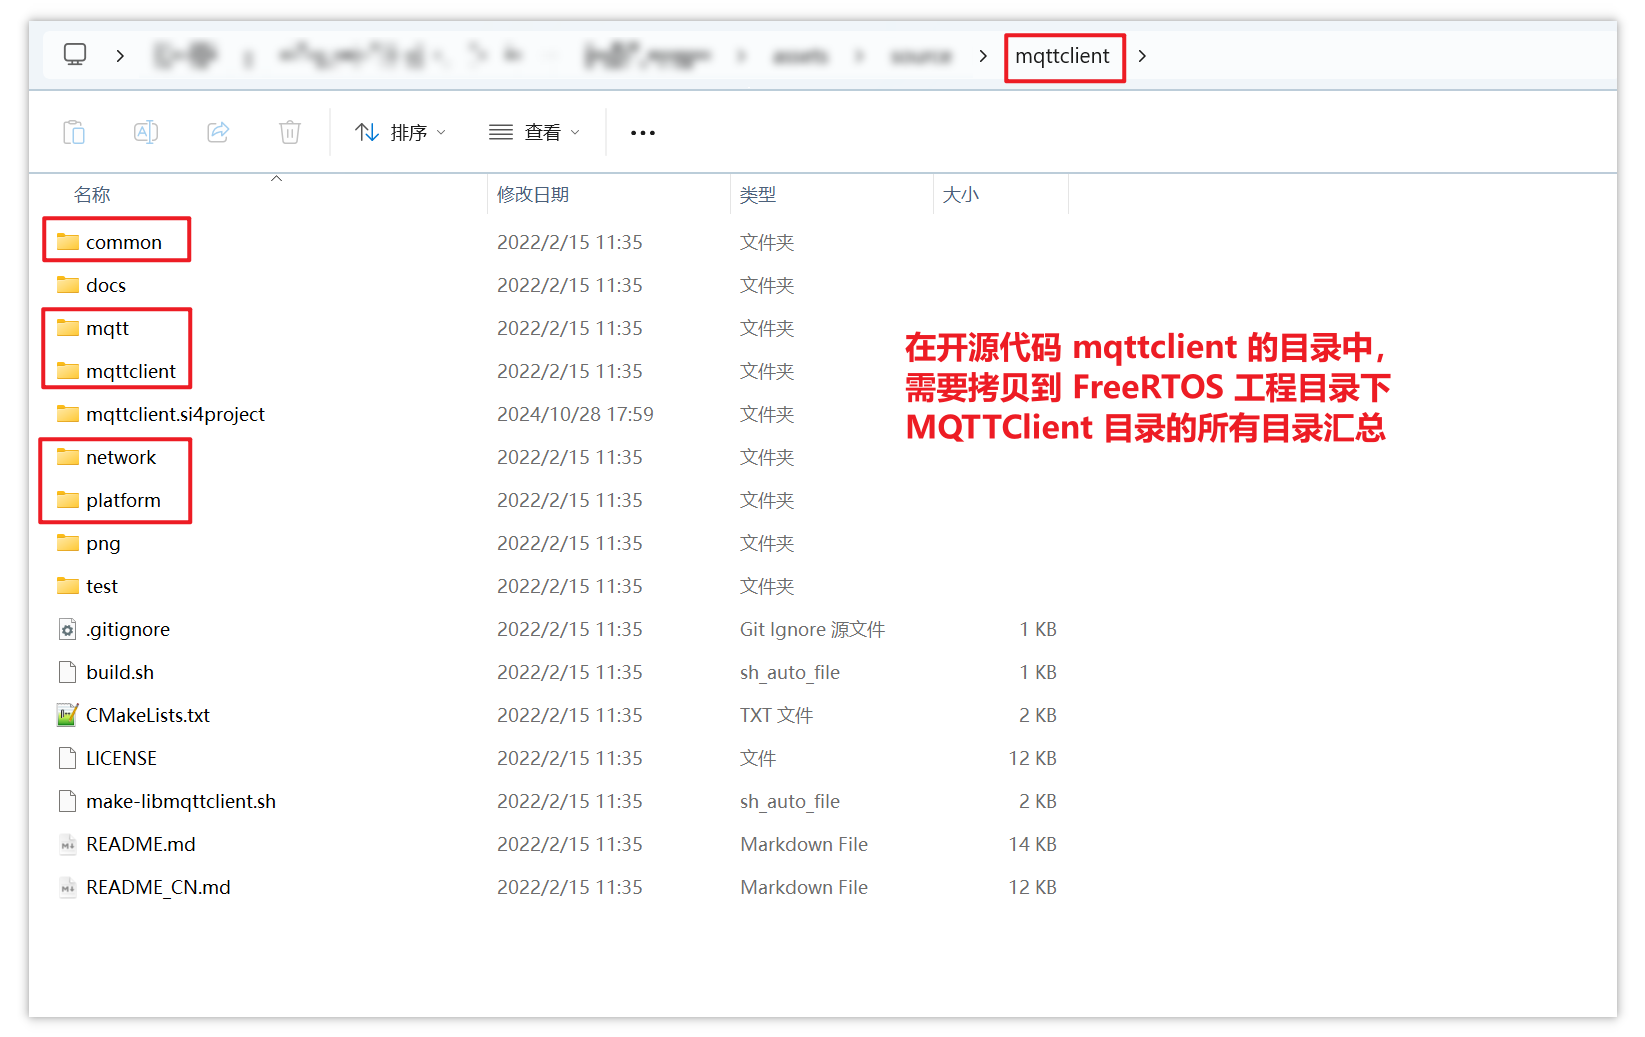 assets
source
mqttclient
排序
查看
名称 修改日期 类型 大小
common 2022/2/15 11:35 文件夹
docs 2022/2/15 11:35 文件夹
mqtt 2022/2/15 11:35 文件夹
mqttclient 2022/2/15 11:35 文件夹
mqttclient.si4project 2024/10/28 17:59 文件夹
network 2022/2/15 11:35 文件夹
platform 2022/2/15 11:35 文件夹
png 2022/2/15 11:35 文件夹
test 2022/2/15 11:35 文件夹
.gitignore 2022/2/15 11:35 Git Ignore 源文件 1 KB
build.sh 2022/2/15 11:35 sh_auto_file 1 KB
CMakeLists.txt 2022/2/15 11:35 TXT 文件 2 KB
LICENSE 2022/2/15 11:35 文件 12 KB
make-libmqttclient.sh 2022/2/15 11:35 sh_auto_file 2 KB
README.md 2022/2/15 11:35 Markdown File 14 KB
README_CN.md 2022/2/15 11:35 Markdown File 12 KB
在开源代码 mqttclient 的目录中，
需要拷贝到 FreeRTOS 工程目录下
MQTTClient 目录的所有目录汇总